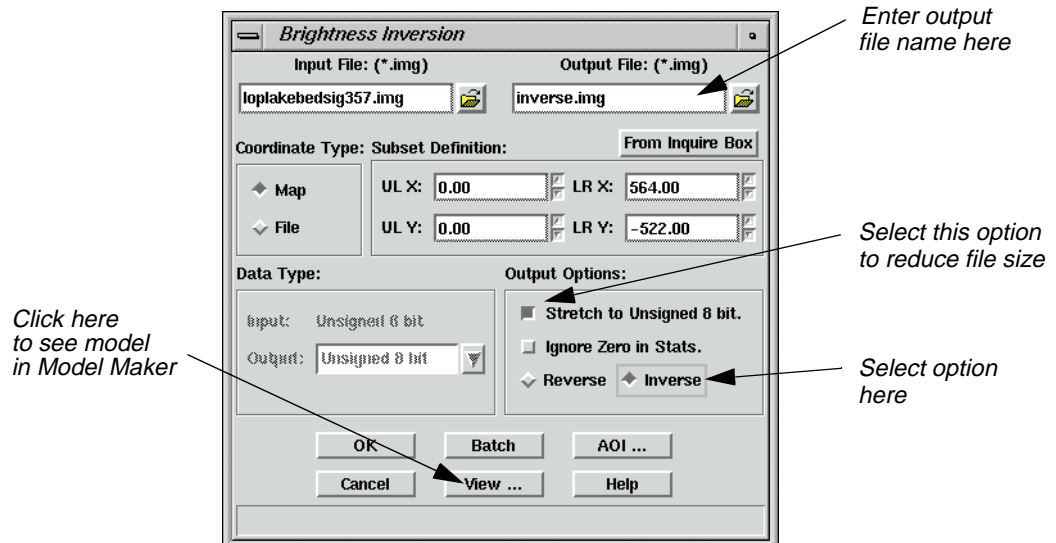 Enter output
file name here
Brightness Inversion
Input File: (*.img)
Output File: (*.img)
loplakebedsig357.img
inverse.img
From Inquire Box
Coordinate Type:
Subset Definition:
Map
File
UL X: 0.00
LR X: 564.00
UL Y: 0.00
LR Y: -522.00
Select this option
to reduce file size
Data Type:
Output Options:
Input: Unsigned 8 bit
Output: Unsigned 8 bit
Stretch to Unsigned 8 bit.
Ignore Zero in Stats.
Reverse
Inverse
Click here
to see model
in Model Maker
Select option
here
OK
Batch
AOI ...
Cancel
View ...
Help